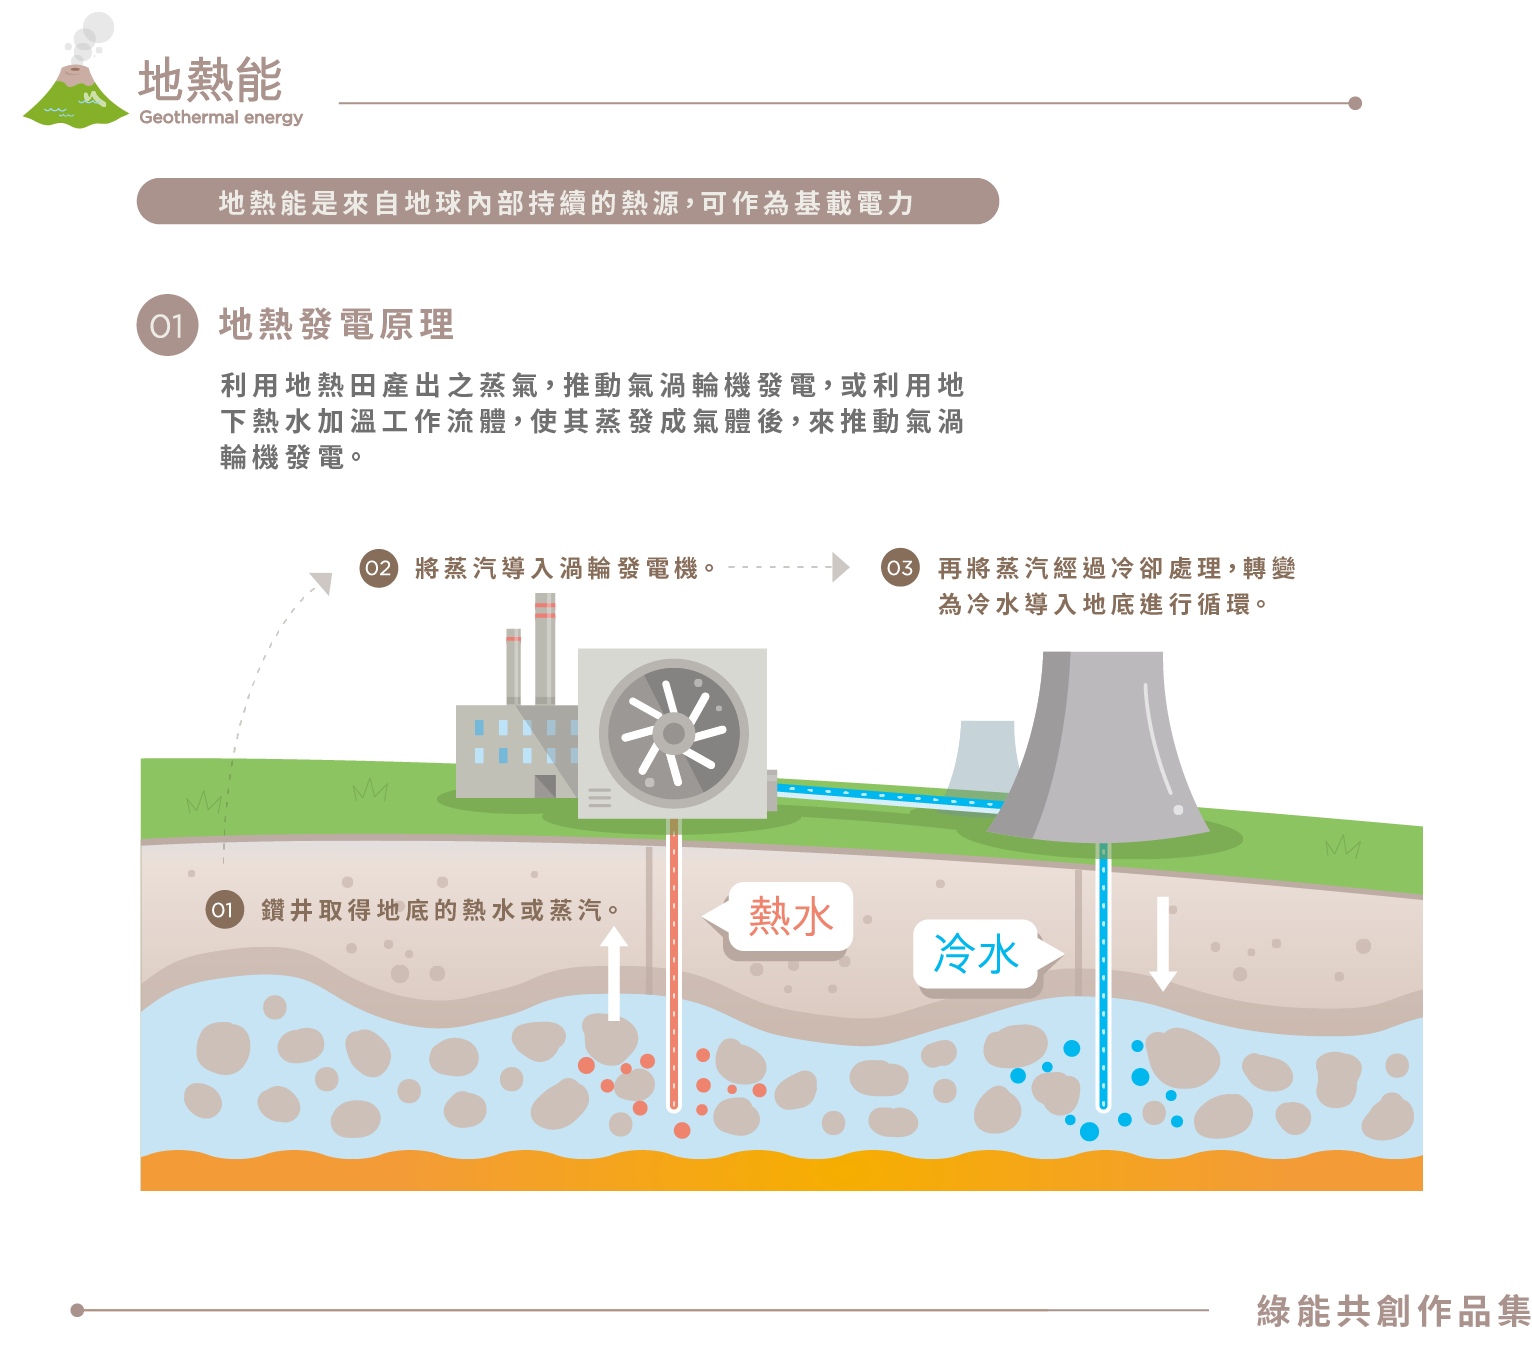 地熱能
Geothermal energy
地熱能是來自地球內部持續的熱源，可作為基載電力
01 地熱發電原理
利用地熱田產出之蒸氣，推動氣渦輪機發電，或利用地
下熱水加溫工作流體，使其蒸發成氣體後，來推動氣渦
輪機發電。
02 將蒸汽導入渦輪發電機。
03 再將蒸汽經過冷卻處理，轉變
為冷水導入地底進行循環。
01 鑽井取得地底的熱水或蒸汽。
熱水
冷水
綠能共創作品集